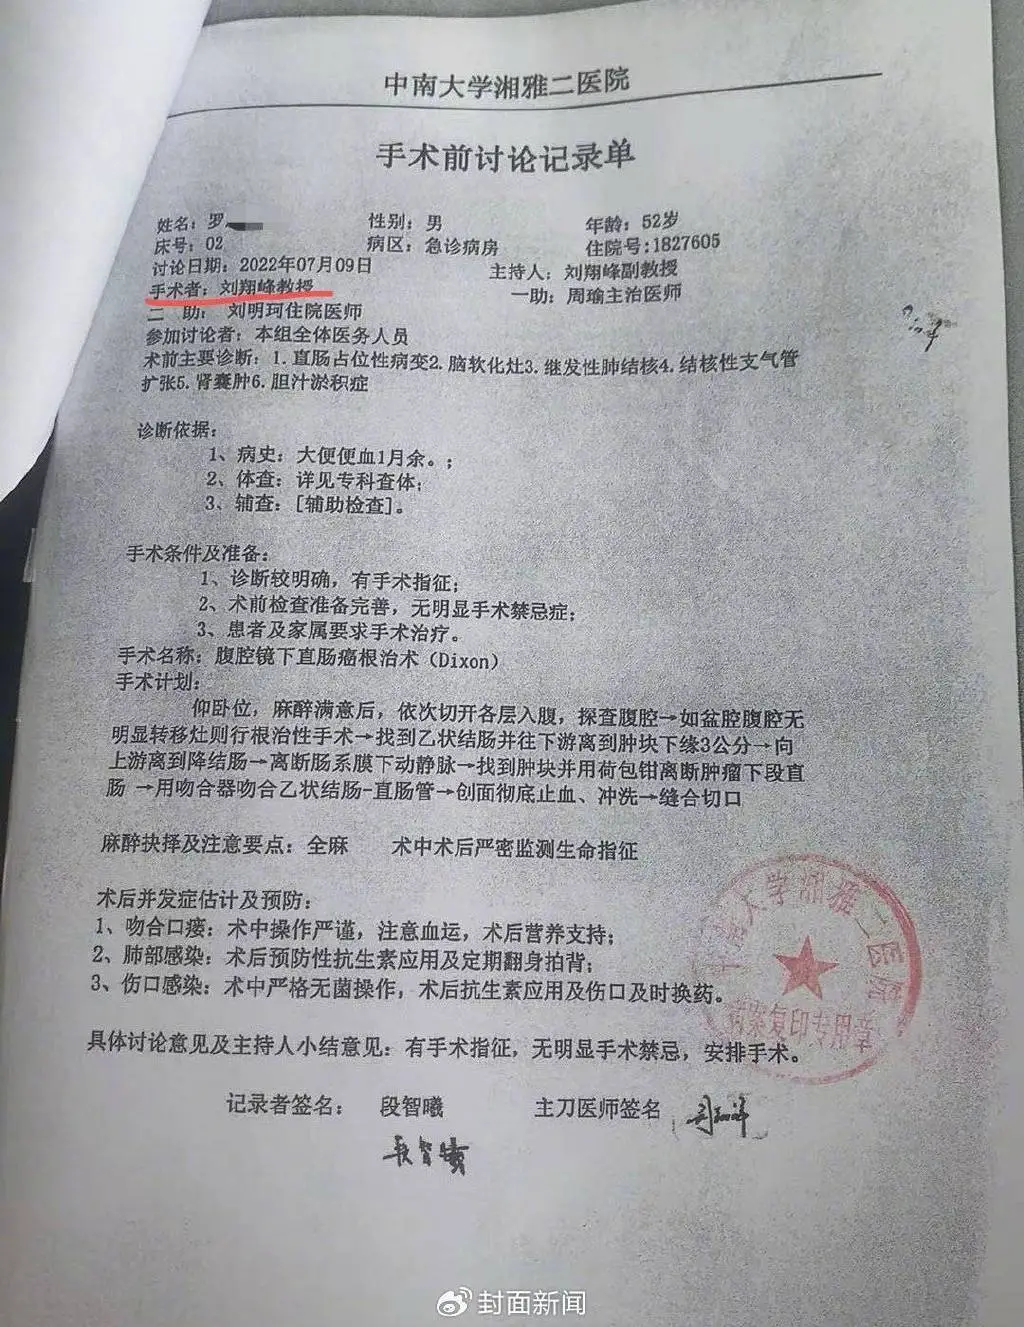 中南大学湘雅二医院
手术前讨论记录单
姓名：罗 性别：男 年龄：52岁
床号：02 病区：急诊病房 住院号：1827605
讨论日期：2022年07月09日 主持人：刘翔峰副教授
手术者：刘翔峰教授 一助：周瑜主治医师
二 助：刘明珂住院医师
参加讨论者：本组全体医务人员
术前主要诊断：1.直肠占位性病变2.脑软化灶3.继发性肺结核4.结核性支气管
扩张5.肾囊肿6.胆汁淤积症
诊断依据：
1、病史：大便便血1月余。；
2、体查：详见专科查体；
3、辅查：[辅助检查]。
手术条件及准备：
1、诊断较明确，有手术指征；
2、术前检查准备完善，无明显手术禁忌症；
3、患者及家属要求手术治疗。
手术名称：腹腔镜下直肠癌根治术（Dixon）
手术计划：
仰卧位，麻醉满意后，依次切开各层入腹，探查腹腔→如盆腔腹腔无
明显转移灶则行根治性手术→找到乙状结肠并往下游离到肿块下缘3公分→向
上游离到降结肠→离断肠系膜下动静脉→找到肿块并用荷包钳离断肿瘤下段直
肠 →用吻合器吻合乙状结肠-直肠管→创面彻底止血、冲洗→缝合切口
麻醉抉择及注意要点：全麻 术中术后严密监测生命指征
术后并发症估计及预防：
1、吻合口瘘：术中操作严谨，注意血运，术后营养支持；
2、肺部感染：术后预防性抗生素应用及定期翻身拍背；
3、伤口感染：术中严格无菌操作，术后抗生素应用及伤口及时换药。
具体讨论意见及主持人小结意见：有手术指征，无明显手术禁忌，安排手术。
中南大学湘雅二医院
病案复印专用章
记录者签名： 段智曦 主刀医师签名
段智曦
封面新闻